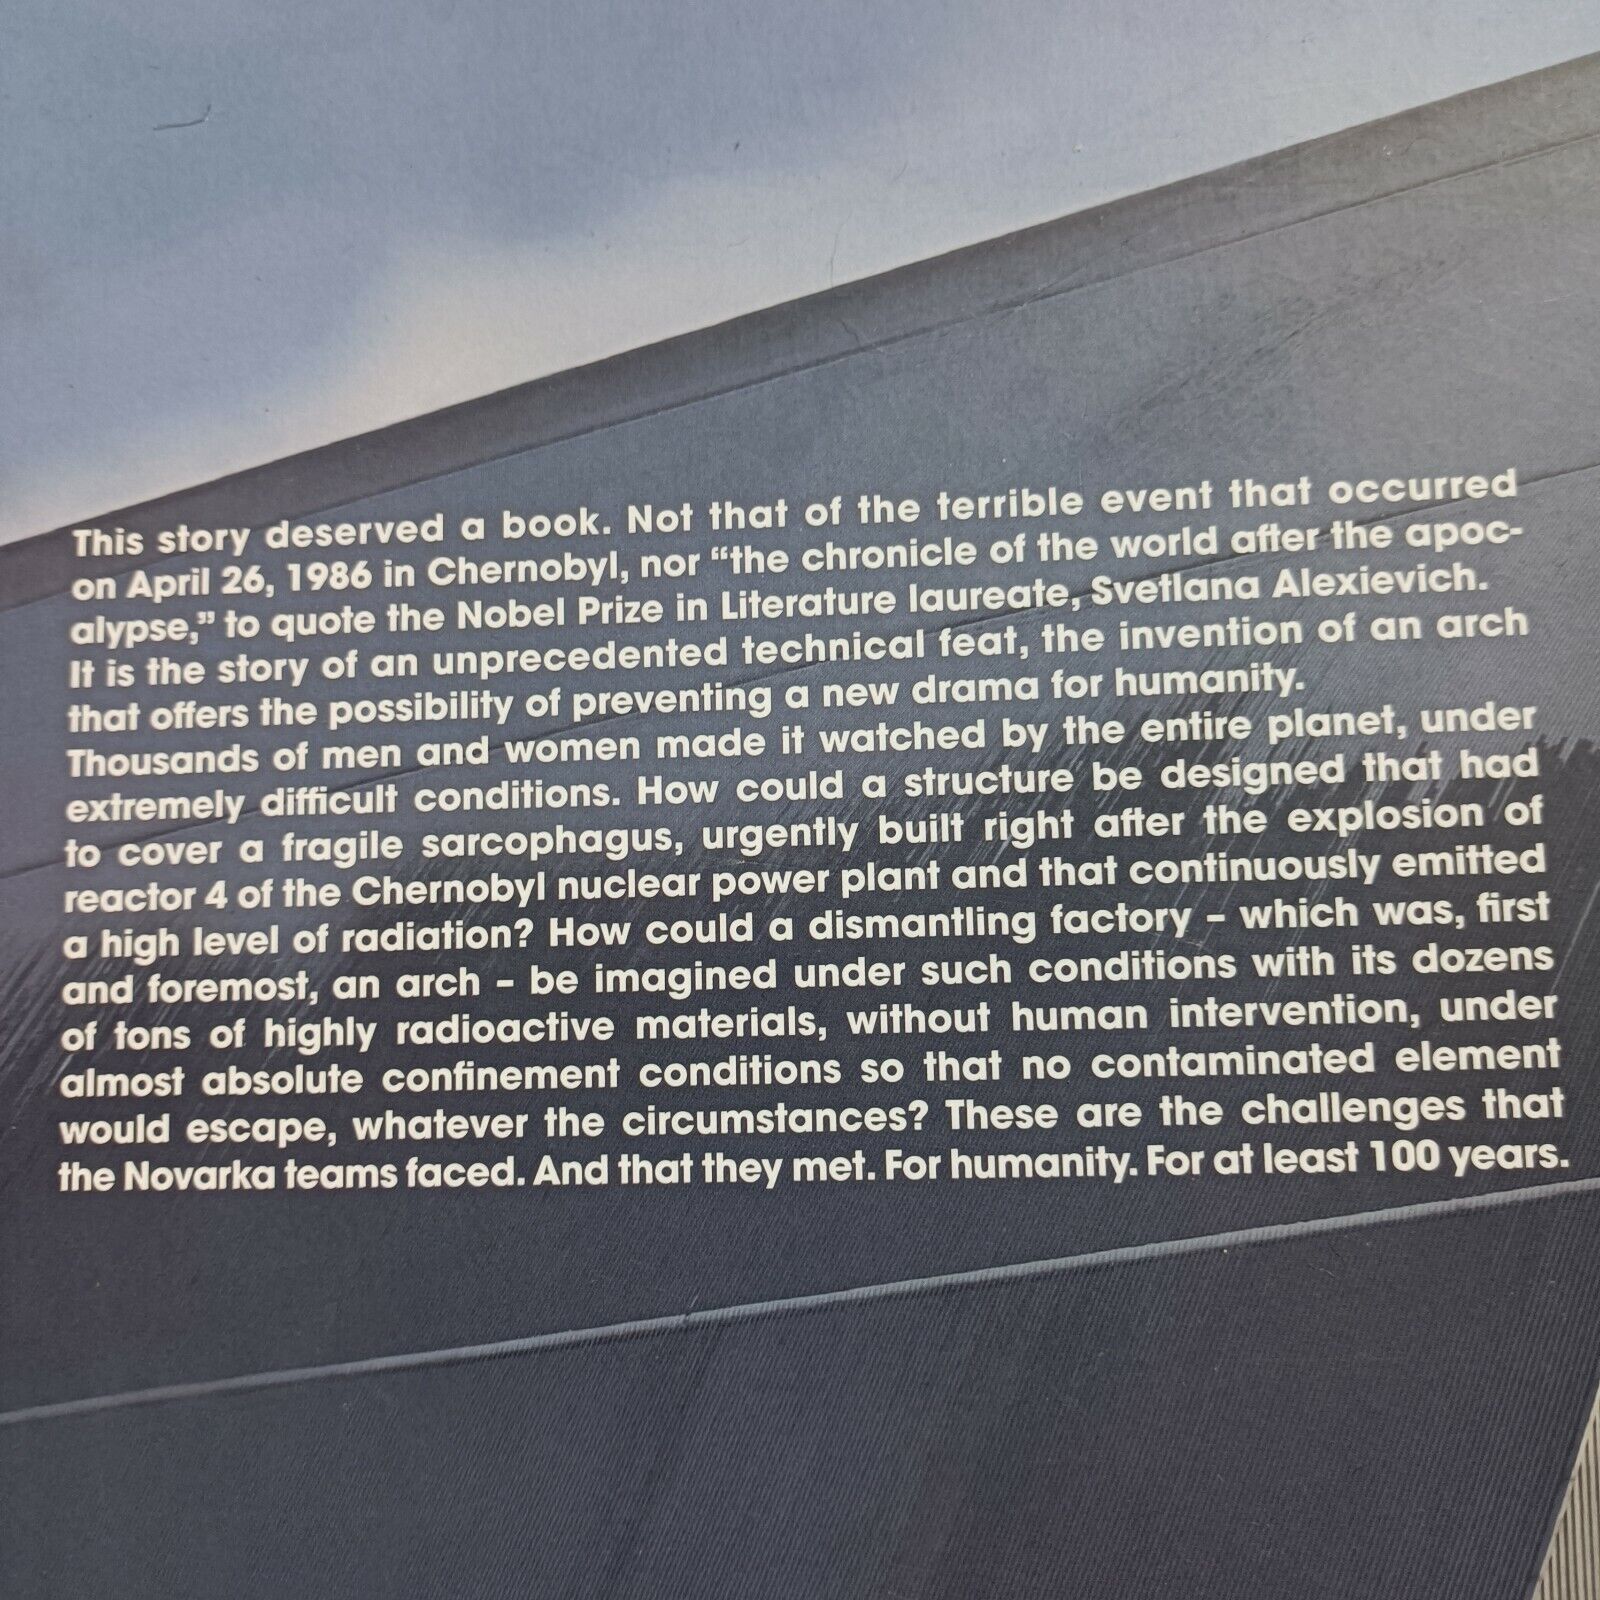 This story deserved a book. Not that of the terrible event that occurred
on April 26, 1986 in Chernobyl, nor “the chronicle of the world after the apoc-
alypse,” to quote the Nobel Prize in Literature laureate, Svetlana Alexievich.
It is the story of an unprecedented technical feat, the invention of an arch
that offers the possibility of preventing a new drama for humanity.
Thousands of men and women made it watched by the entire planet, under
extremely difficult conditions. How could a structure be designed that had
to cover a fragile sarcophagus, urgently built right after the explosion of
reactor 4 of the Chernobyl nuclear power plant and that continuously emitted
a high level of radiation? How could a dismantling factory – which was, first
and foremost, an arch – be imagined under such conditions with its dozens
of tons of highly radioactive materials, without human intervention, under
almost absolute confinement conditions so that no contaminated element
would escape, whatever the circumstances? These are the challenges that
the Novarka teams faced. And that they met. For humanity. For at least 100 years.